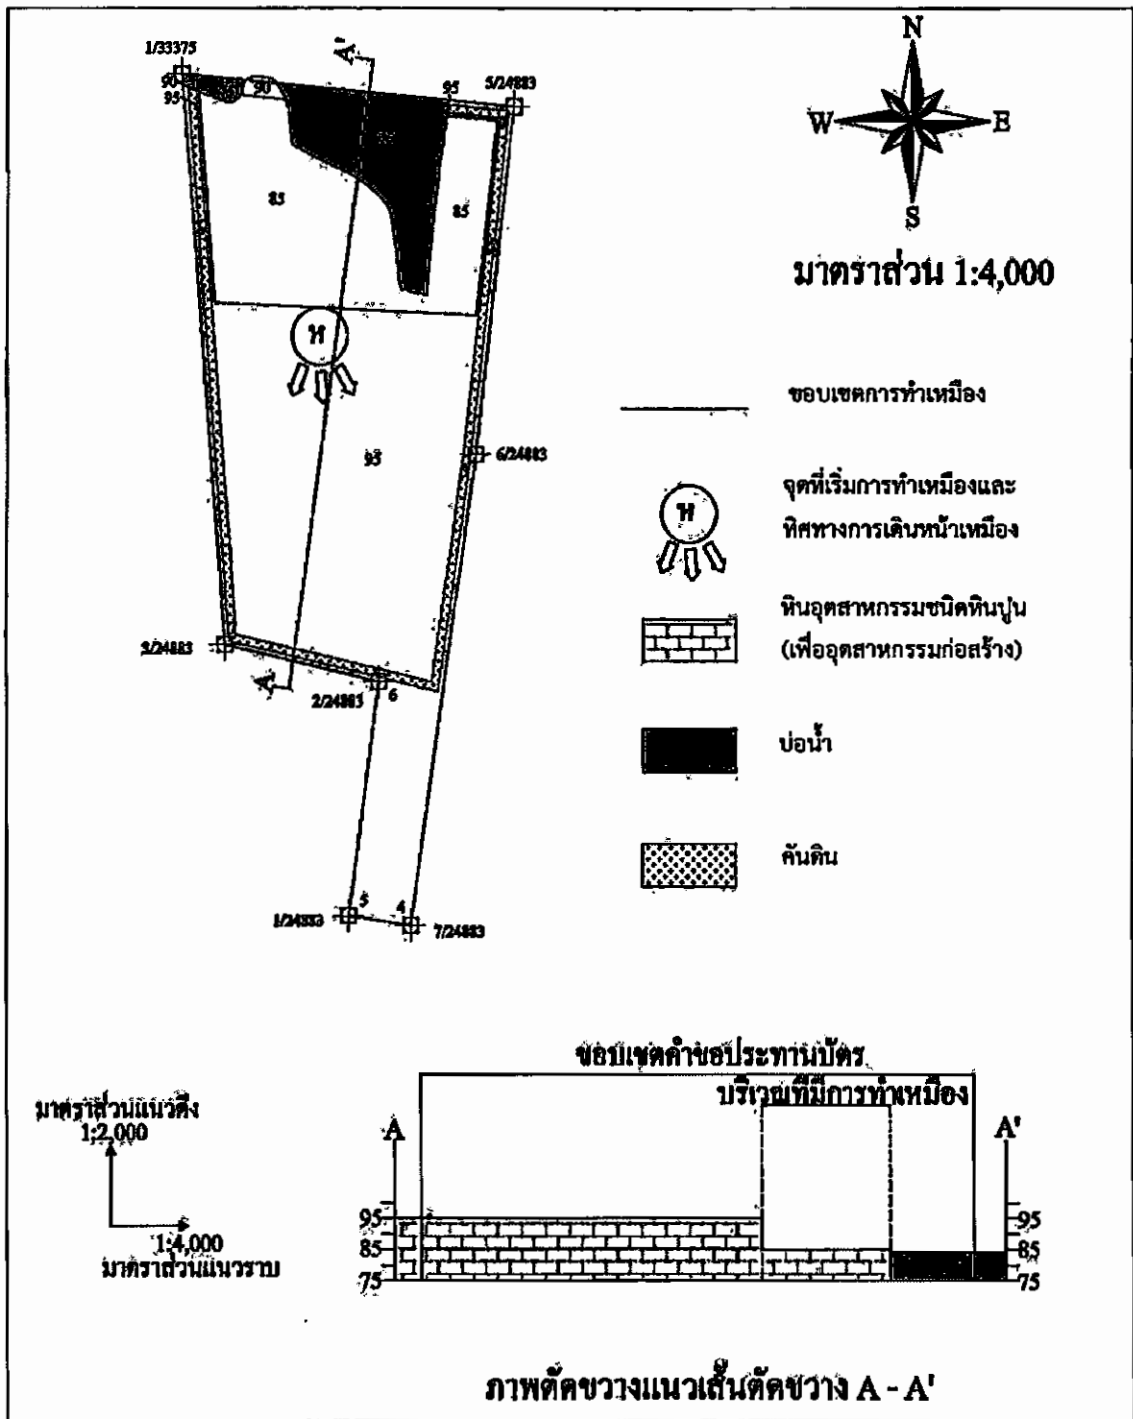 1/33375
A'
N
90
90
95
95
5/24883
W
E
S
85
85
มาตราส่วน 1:4,000
ห
ขอบเขตการทำเหมือง
95
6/24883
ห
จุดที่เริ่มการทำเหมืองและ
ทิศทางการเดินหน้าเหมือง
หินอุตสาหกรรมชนิดหินปูน
(เพื่ออุตสาหกรรมก่อสร้าง)
3/24883
A
2/24883
6
บ่อน้ำ
คันดิน
1/24883
5
4
7/24883
ขอบเขตคำขอประทานบัตร
บริเวณที่มีการทำเหมือง
มาตราส่วนแนวดิ่ง
1:2,000
A
A'
95
95
85
85
75
75
1:4,000
มาตราส่วนแนวราบ
ภาพตัดขวางแนวเส้นตัดขวาง A - A'